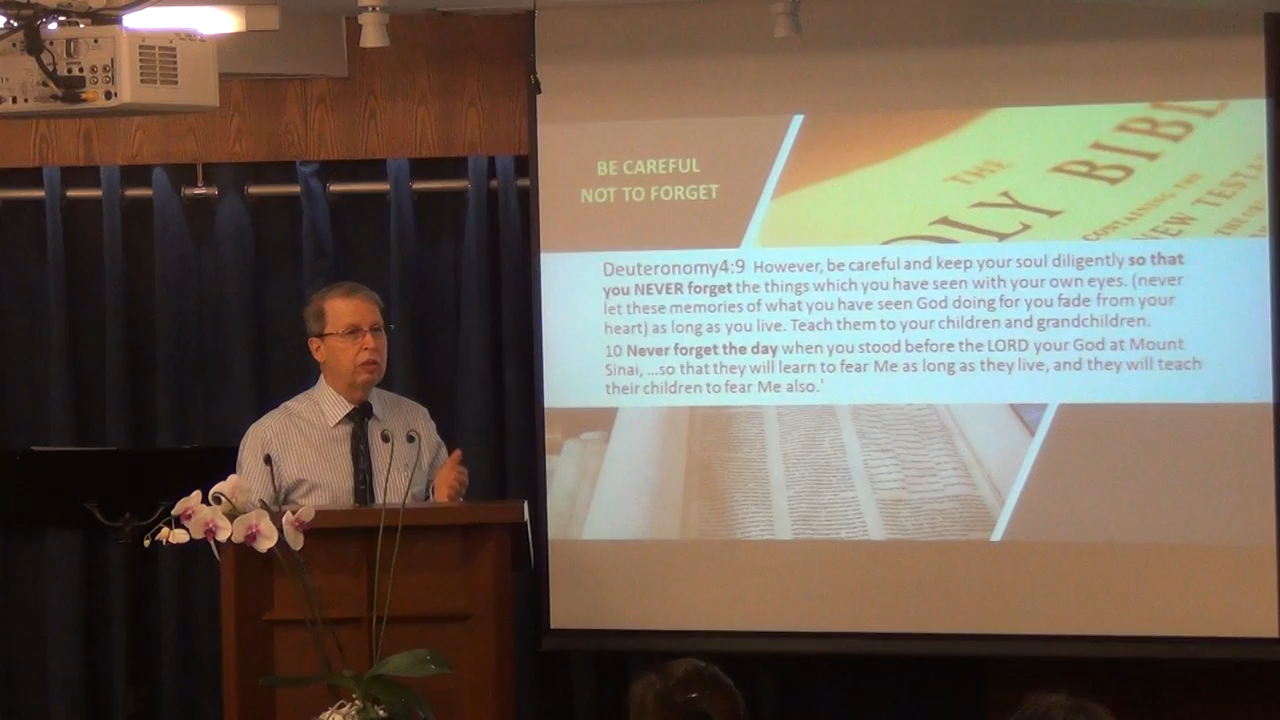 BE CAREFUL
NOT TO FORGET
THE
OLY BIBL
CONTAINING THE
NEW TEST
Deuteronomy4:9 However, be careful and keep your soul diligently so that
you NEVER forget the things which you have seen with your own eyes. (never
let these memories of what you have seen God doing for you fade from your
heart) as long as you live. Teach them to your children and grandchildren.
10 Never forget the day when you stood before the LORD your God at Mount
Sinai, ...so that they will learn to fear Me as long as they live, and they will teach
their children to fear Me also.'